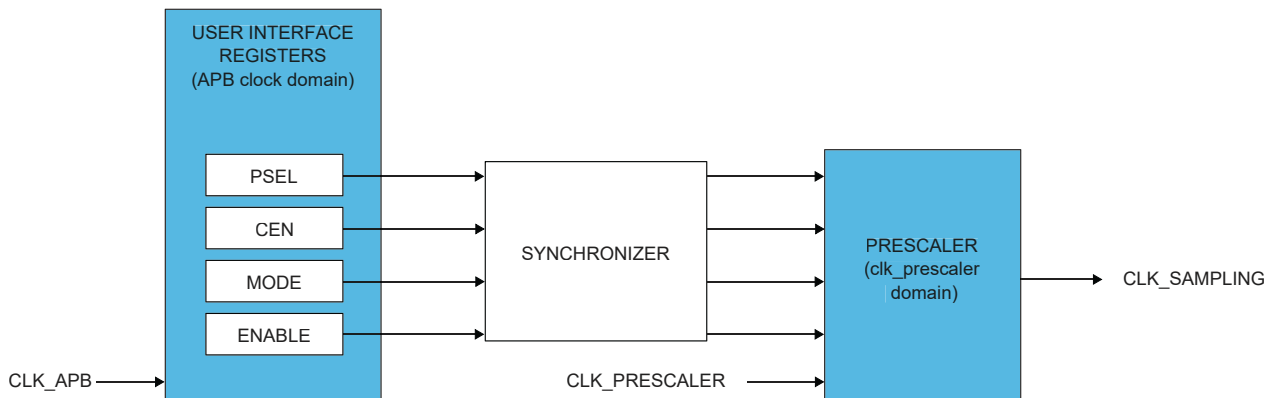 USER INTERFACE
REGISTERS
(APB clock domain)
PSEL
CEN
MODE
ENABLE
CLK_APB
SYNCHRONIZER
CLK_PRESCALER
PRESCALER
(clk_prescaler
domain)
CLK_SAMPLING